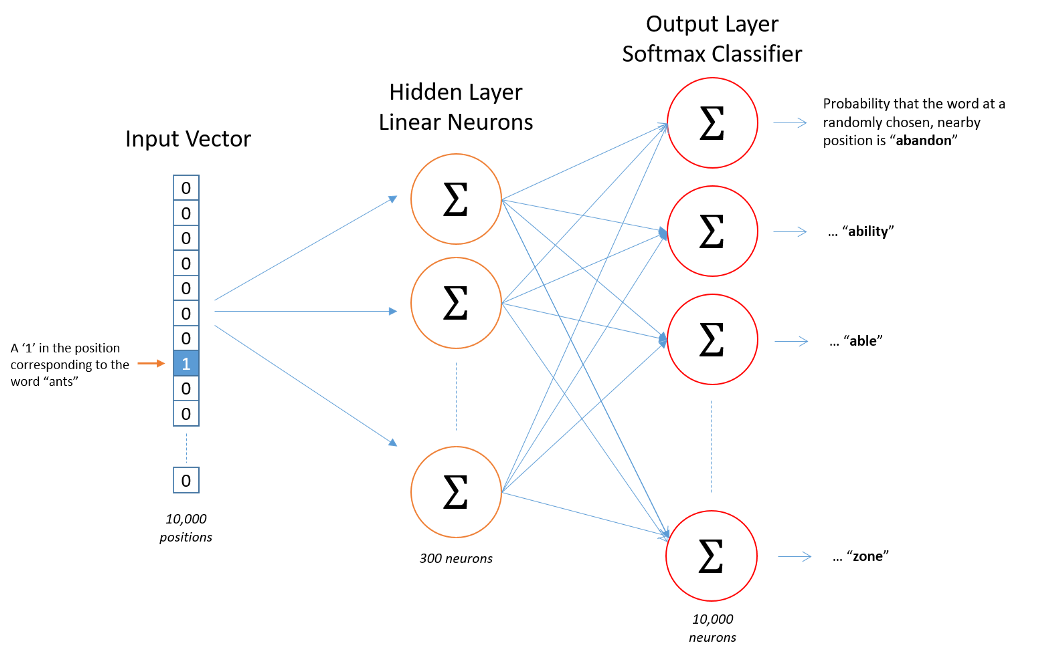 Output Layer
Softmax Classifier
Hidden Layer
Linear Neurons
Input Vector
0
0
0
0
0
0
0
1
0
0
0
A ‘1’ in the position
corresponding to the
word “ants”
10,000
positions
Σ
Σ
Σ
300 neurons
Σ
Σ
Σ
Σ
10,000
neurons
Probability that the word at a
randomly chosen, nearby
position is “abandon”
... “ability”
... “able”
... “zone”